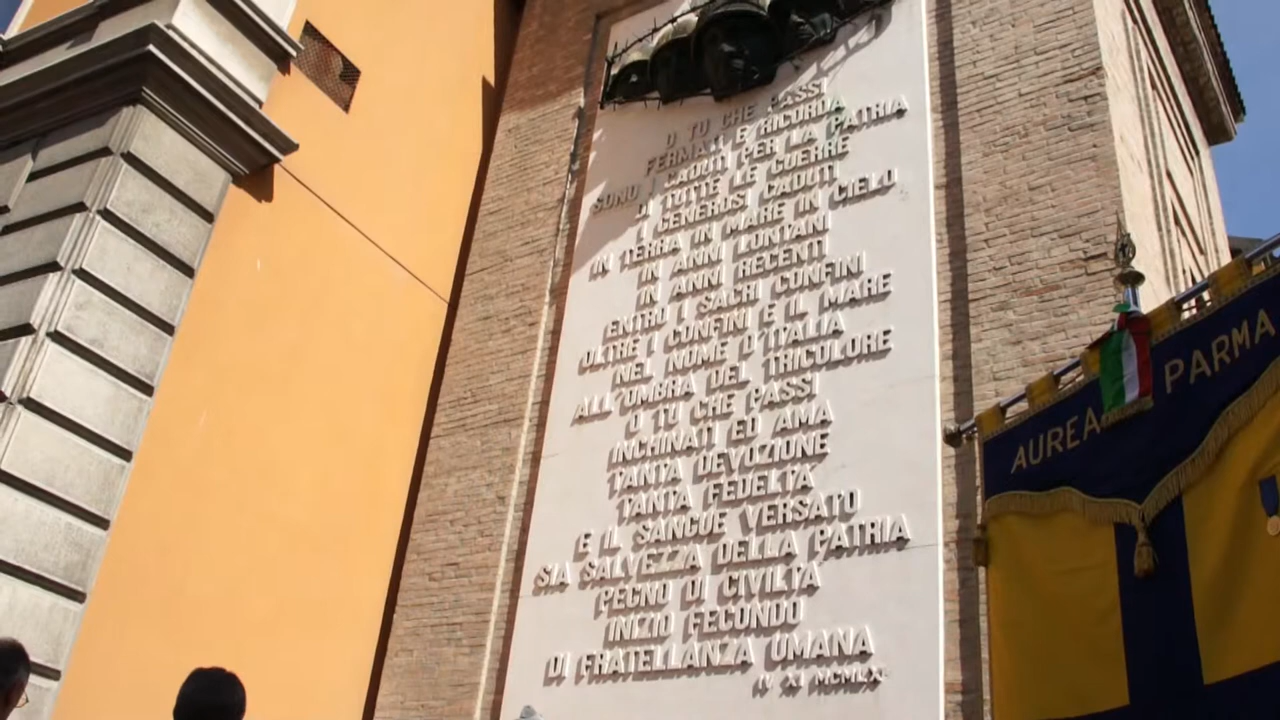 O TU CHE PASSI
FERMATI E RICORDA
SONO I CADUTI PER LA PATRIA
DI TUTTE LE GUERRE
I GENEROSI CADUTI
IN TERRA IN MARE IN CIELO
IN ANNI LONTANI
IN ANNI RECENTI
ENTRO I SACRI CONFINI
OLTRE I CONFINI E IL MARE
NEL NOME D'ITALIA
ALL'OMBRA DEL TRICOLORE
O TU CHE PASSI
INCHINATI ED AMA
TANTA DEVOZIONE
TANTA FEDELTA
E IL SANGUE VERSATO
SIA SALVEZZA DELLA PATRIA
PEGNO DI CIVILTA
INIZIO FECONDO
DI FRATELLANZA UMANA
IV XI MCMLXI
AUREA PARMA